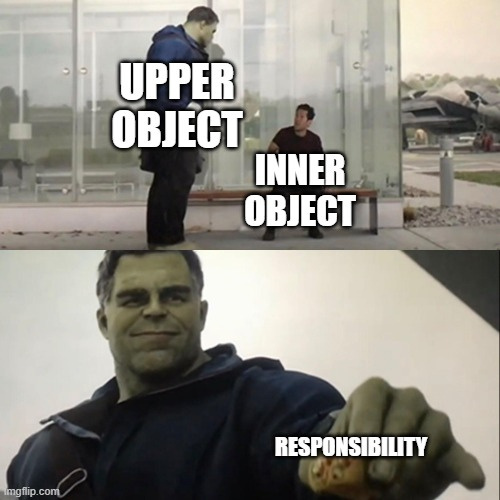 UPPER
OBJECT
INNER
OBJECT
RESPONSIBILITY
imgflip.com